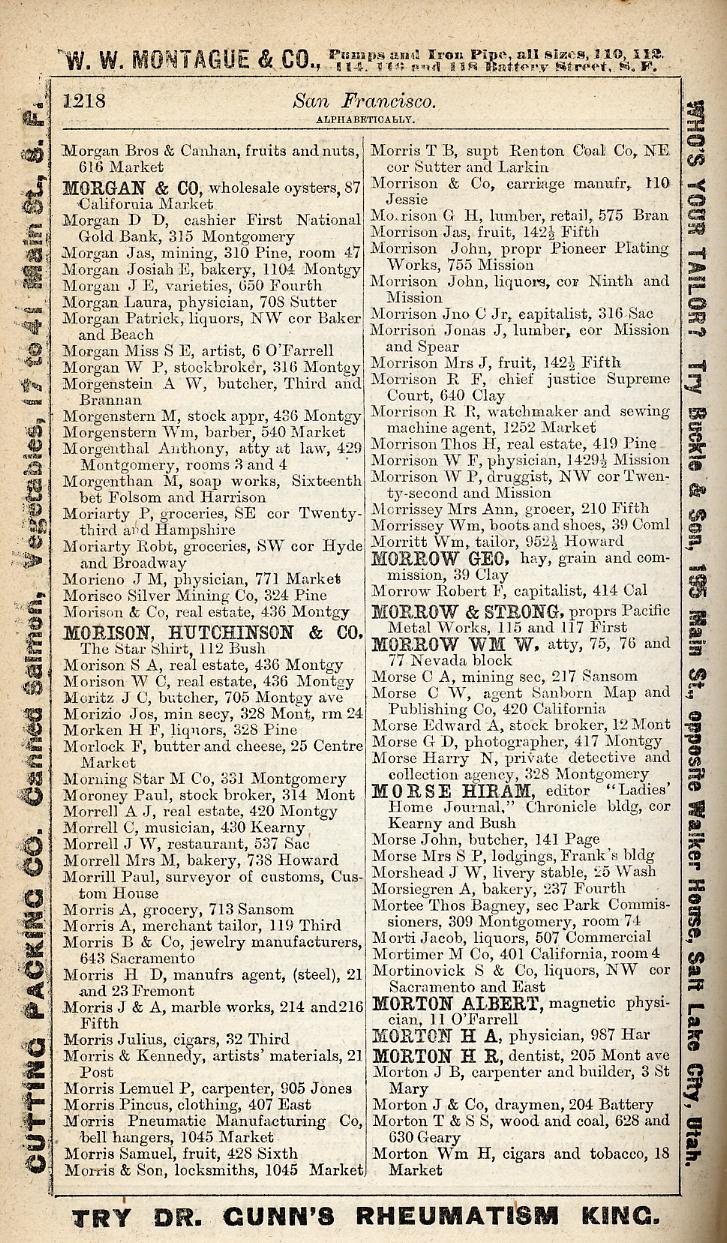 W. W. MONTAGUE & CO., Pumps and Iron Pipe, all sizes, 110, 112,
114, 116 and 118 Battery Street, S. F.
1218 San Francisco.
ALPHABETICALLY.
Morgan Bros & Canhan, fruits and nuts,
616 Market
MORGAN & CO, wholesale oysters, 87
California Market
Morgan D D, cashier First National
Gold Bank, 315 Montgomery
Morgan Jas, mining, 310 Pine, room 47
Morgan Josiah E, bakery, 1104 Montgy
Morgan J E, varieties, 650 Fourth
Morgan Laura, physician, 708 Sutter
Morgan Patrick, liquors, NW cor Baker
and Beach
Morgan Miss S E, artist, 6 O'Farrell
Morgan W P, stockbroker, 316 Montgy
Morgenstein A W, butcher, Third and
Brannan
Morgenstern M, stock appr, 436 Montgy
Morgenstern Wm, barber, 540 Market
Morgenthal Anthony, atty at law, 429
Montgomery, rooms 3 and 4
Morgenthan M, soap works, Sixteenth
bet Folsom and Harrison
Moriarty P, groceries, SE cor Twenty-
third and Hampshire
Moriarty Robt, groceries, SW cor Hyde
and Broadway
Morieno J M, physician, 771 Market
Morisco Silver Mining Co, 324 Pine
Morison & Co, real estate, 436 Montgy
MORISON, HUTCHINSON & CO.
The Star Shirt, 112 Bush
Morison S A, real estate, 436 Montgy
Morison W C, real estate, 436 Montgy
Moritz J C, butcher, 705 Montgy ave
Morizio Jos, min secy, 328 Mont, rm 24
Morken H F, liquors, 328 Pine
Morlock F, butter and cheese, 25 Centre
Market
Morning Star M Co, 331 Montgomery
Moroney Paul, stock broker, 314 Mont
Morrell A J, real estate, 420 Montgy
Morrell C, musician, 430 Kearny
Morrell J W, restaurant, 537 Sac
Morrell Mrs M, bakery, 738 Howard
Morrill Paul, surveyor of customs, Cus-
tom House
Morris A, grocery, 713 Sansom
Morris A, merchant tailor, 119 Third
Morris B & Co, jewelry manufacturers,
643 Sacramento
Morris H D, manufrs agent, (steel), 21
and 23 Fremont
Morris J & A, marble works, 214 and 216
Fifth
Morris Julius, cigars, 32 Third
Morris & Kennedy, artists' materials, 21
Post
Morris Lemuel P, carpenter, 905 Jones
Morris Pincus, clothing, 407 East
Morris Pneumatic Manufacturing Co,
bell hangers, 1045 Market
Morris Samuel, fruit, 428 Sixth
Morris & Son, locksmiths, 1045 Market
Morris T B, supt Renton Coal Co, NE
cor Sutter and Larkin
Morrison & Co, carriage manufr, 110
Jessie
Mo.rison G H, lumber, retail, 575 Bran
Morrison Jas, fruit, 142½ Fifth
Morrison John, propr Pioneer Plating
Works, 755 Mission
Morrison John, liquors, cor Ninth and
Mission
Morrison Jno C Jr, capitalist, 316 Sac
Morrison Jonas J, lumber, cor Mission
and Spear
Morrison Mrs J, fruit, 142½ Fifth
Morrison R F, chief justice Supreme
Court, 640 Clay
Morrison R R, watchmaker and sewing
machine agent, 1252 Market
Morrison Thos H, real estate, 419 Pine
Morrison W F, physician, 1429½ Mission
Morrison W P, druggist, NW cor Twen-
ty-second and Mission
Morrissey Mrs Ann, grocer, 210 Fifth
Morrissey Wm, boots and shoes, 39 Coml
Morritt Wm, tailor, 952½ Howard
MORROW GEO, hay, grain and com-
mission, 39 Clay
Morrow Robert F, capitalist, 414 Cal
MORROW & STRONG, proprs Pacific
Metal Works, 115 and 117 First
MORROW WM W, atty, 75, 76 and
77 Nevada block
Morse C A, mining sec, 217 Sansom
Morse C W, agent Sanborn Map and
Publishing Co, 420 California
Morse Edward A, stock broker, 12 Mont
Morse G D, photographer, 417 Montgy
Morse Harry N, private detective and
collection agency, 328 Montgomery
MORSE HIRAM, editor "Ladies'
Home Journal," Chronicle bldg, cor
Kearny and Bush
Morse John, butcher, 141 Page
Morse Mrs S P, lodgings, Frank's bldg
Morshead J W, livery stable, 25 Wash
Morsiegren A, bakery, 237 Fourth
Mortee Thos Bagney, sec Park Commis-
sioners, 309 Montgomery, room 74
Morti Jacob, liquors, 507 Commercial
Mortimer M Co, 401 California, room 4
Mortinovick S & Co, liquors, NW cor
Sacramento and East
MORTON ALBERT, magnetic physi-
cian, 11 O'Farrell
MORTON H A, physician, 987 Har
MORTON H R, dentist, 205 Mont ave
Morton J B, carpenter and builder, 3 St
Mary
Morton J & Co, draymen, 204 Battery
Morton T & S S, wood and coal, 628 and
630 Geary
Morton Wm H, cigars and tobacco, 18
Market
CUTTING PACKING CO. Canned Salmon, Vegetables, 17 to 41 Main St., S. F.
WHO'S YOUR TAILOR? Try Buckle & Son, 195 Main St., opposite Walker House, Salt Lake City, Utah.
TRY DR. GUNN'S RHEUMATISM KING.